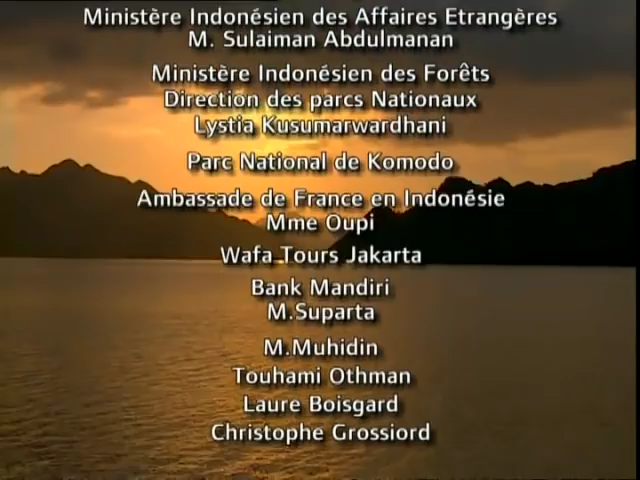 Ministère Indonésien des Affaires Etrangères
M. Sulaiman Abdulmanan
Ministère Indonésien des Forêts
Direction des parcs Nationaux
Lystia Kusumarwardhani
Parc National de Komodo
Ambassade de France en Indonésie
Mme Oupi
Wafa Tours Jakarta
Bank Mandiri
M.Suparta
M.Muhidin
Touhami Othman
Laure Boisgard
Christophe Grossiord